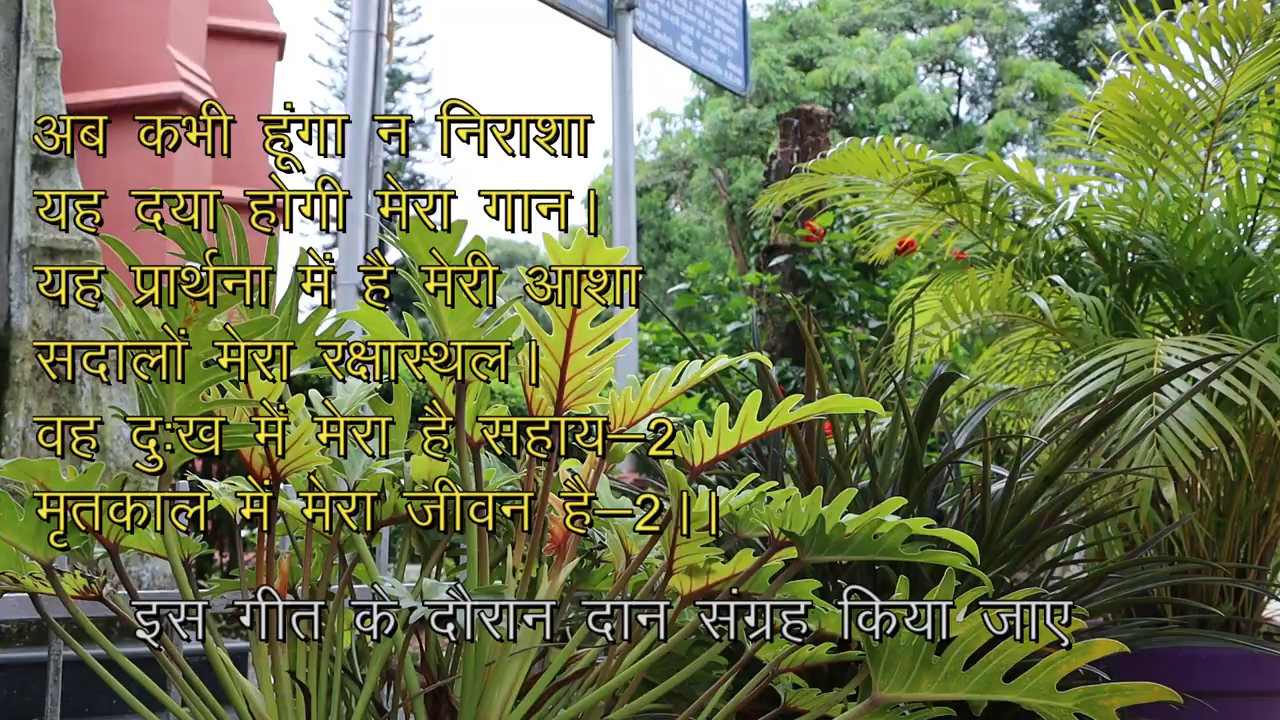 अब कभी हूंगा न निराशा
यह दया होगी मेरा गान।
यह प्रार्थना में है मेरी आशा
सदालों मेरा रक्षास्थल।
वह दुःख में मेरा है सहाय–2
मृतकाल में मेरा जीवन है–2।।
इस गीत के दौरान दान संग्रह किया जाए